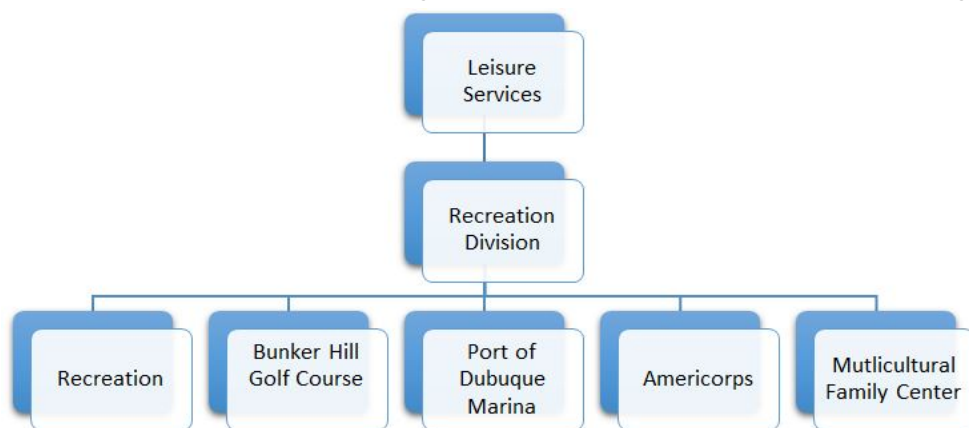 Leisure
Services
Recreation
Division
Recreation
Bunker Hill
Golf Course
Port of
Dubuque
Marina
Americorps
Mutlicultural
Family Center